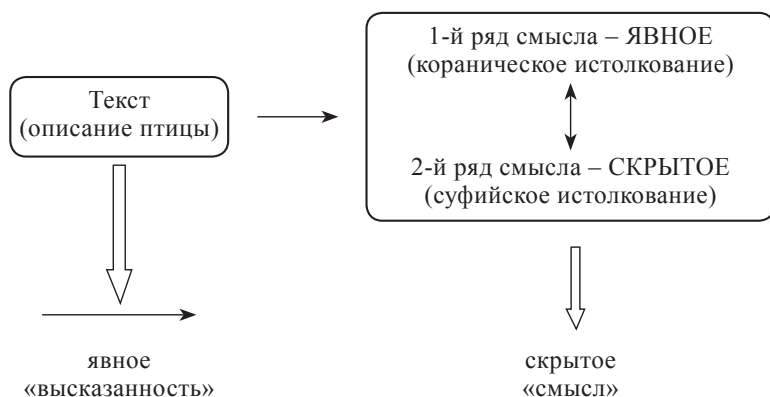 Текст
(описание птицы)
1-й ряд смысла – ЯВНОЕ
(кораническое истолкование)
2-й ряд смысла – СКРЫТОЕ
(суфийское истолкование)
явное
«высказанность»
скрытое
«смысл»